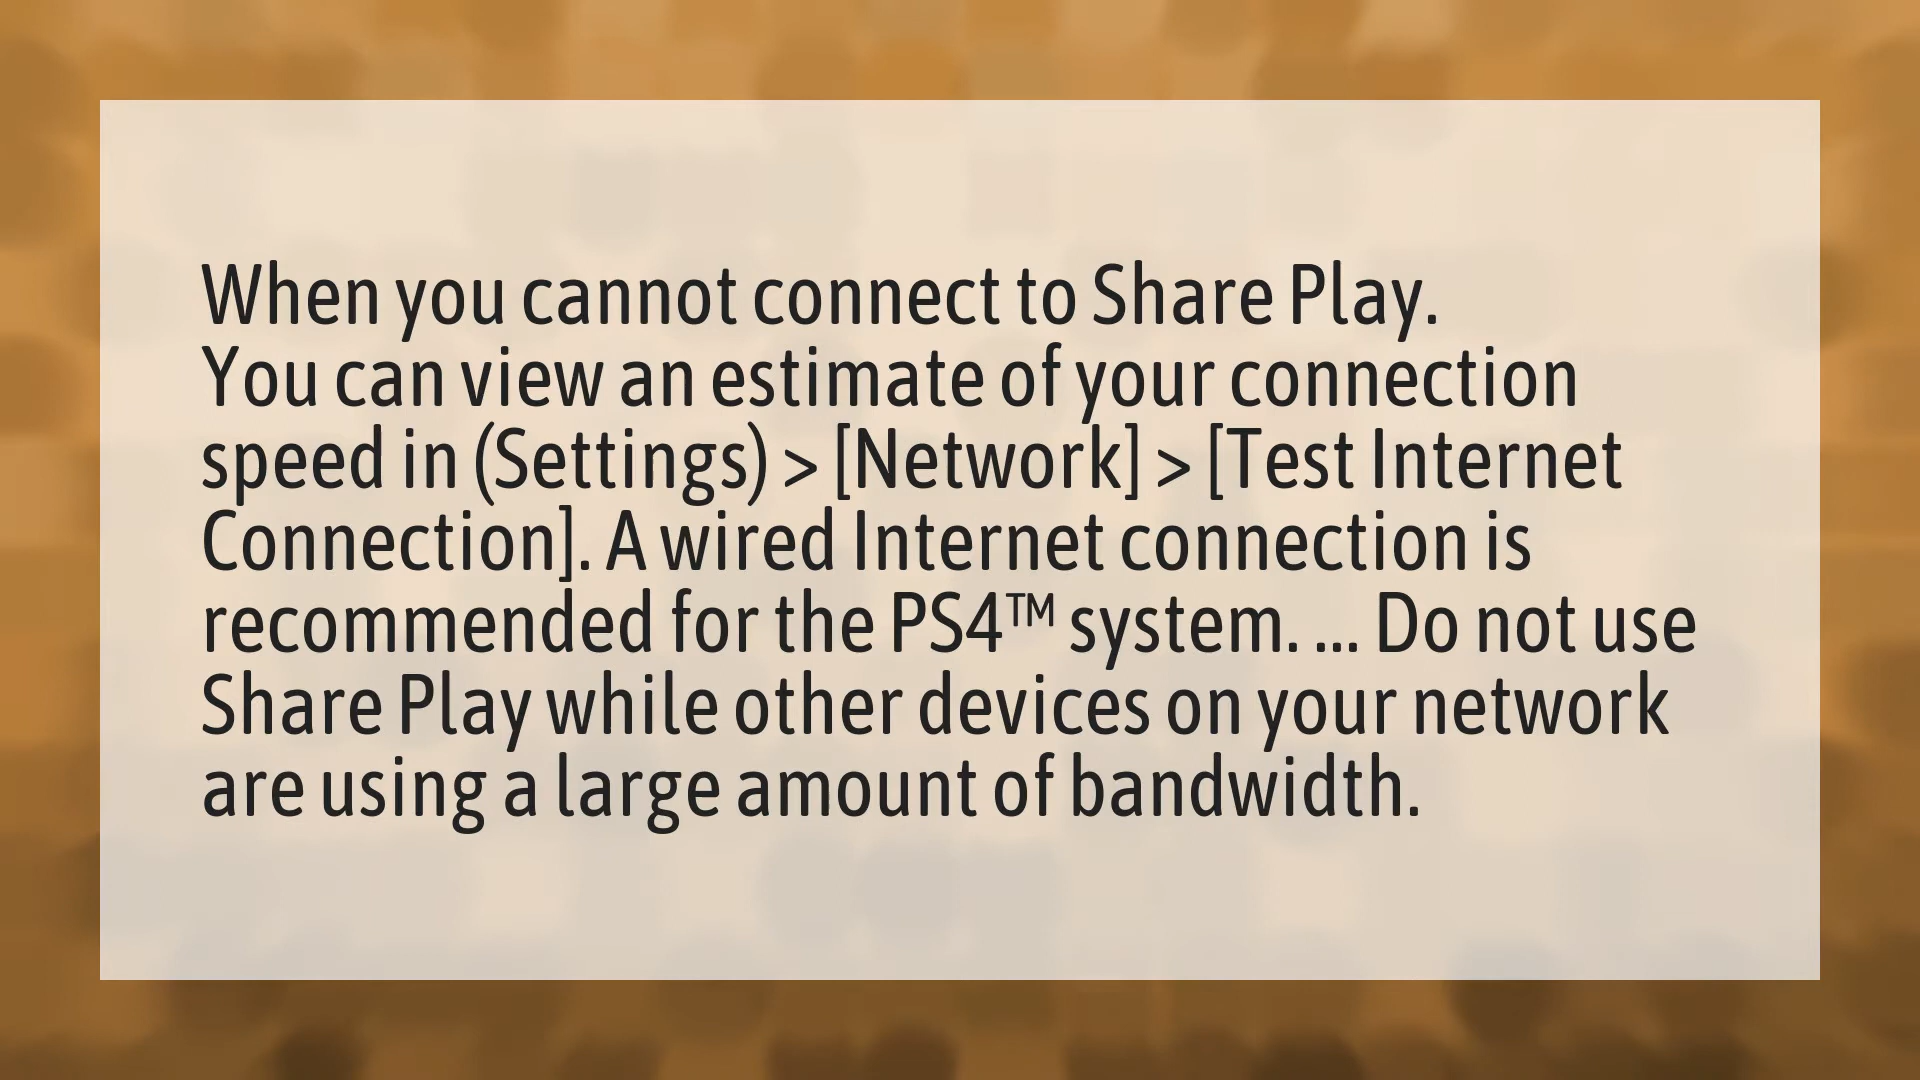 When you cannot connect to Share Play.
You can view an estimate of your connection
speed in (Settings) > [Network] > [Test Internet
Connection]. A wired Internet connection is
recommended for the PS4™ system. ... Do not use
Share Play while other devices on your network
are using a large amount of bandwidth.